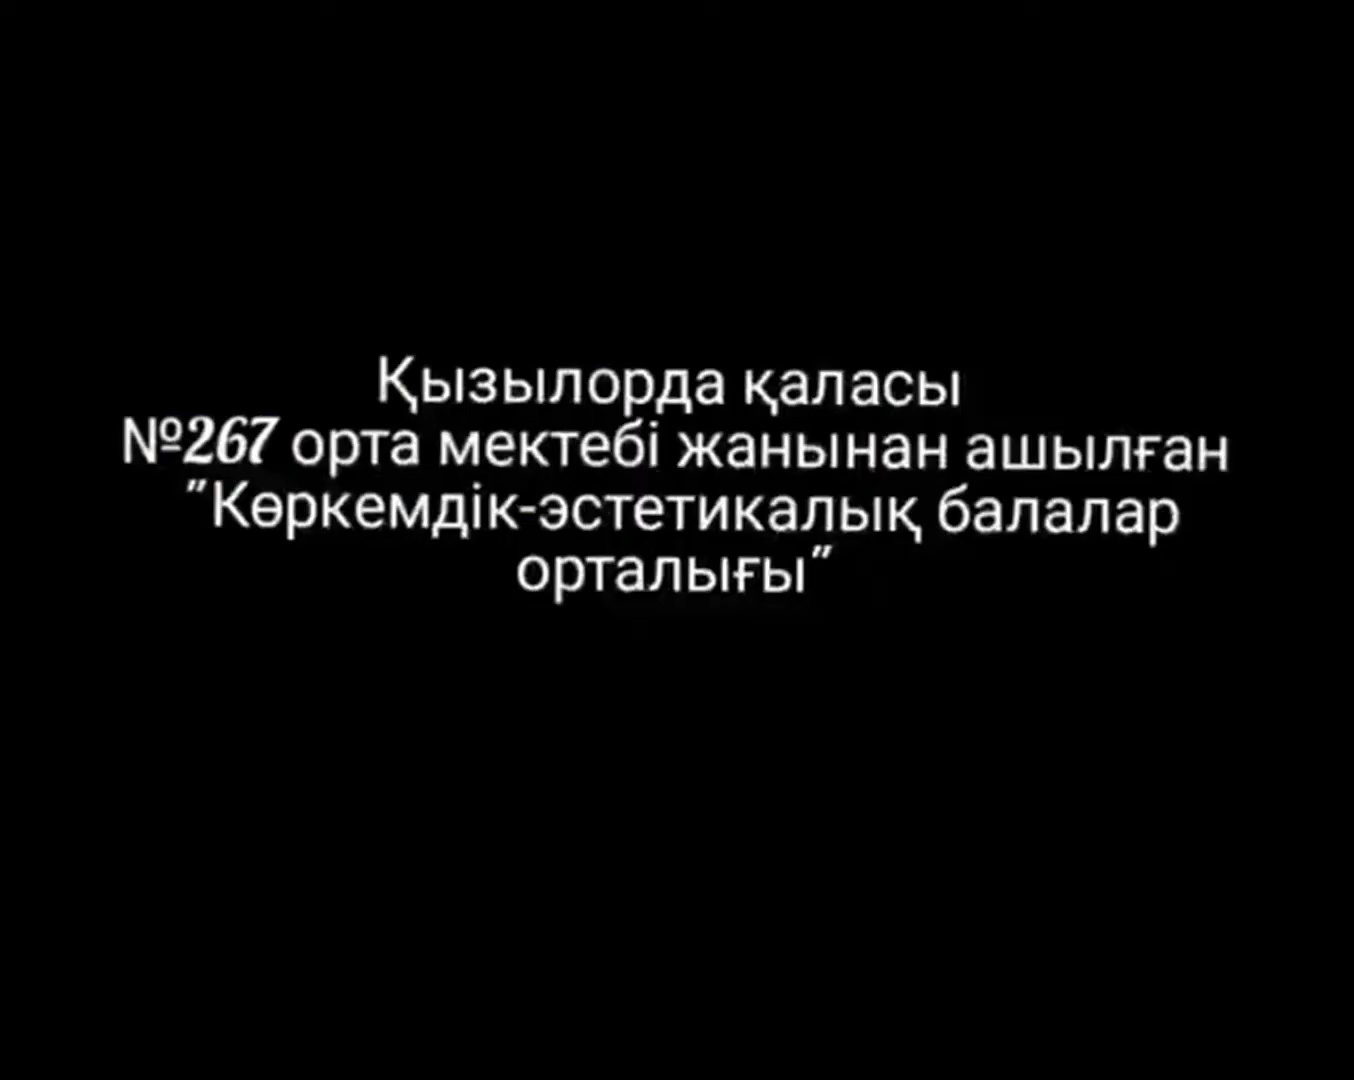 Қызылорда қаласы
№267 орта мектебі жанынан ашылған
"Көркемдік-эстетикалық балалар
орталығы"